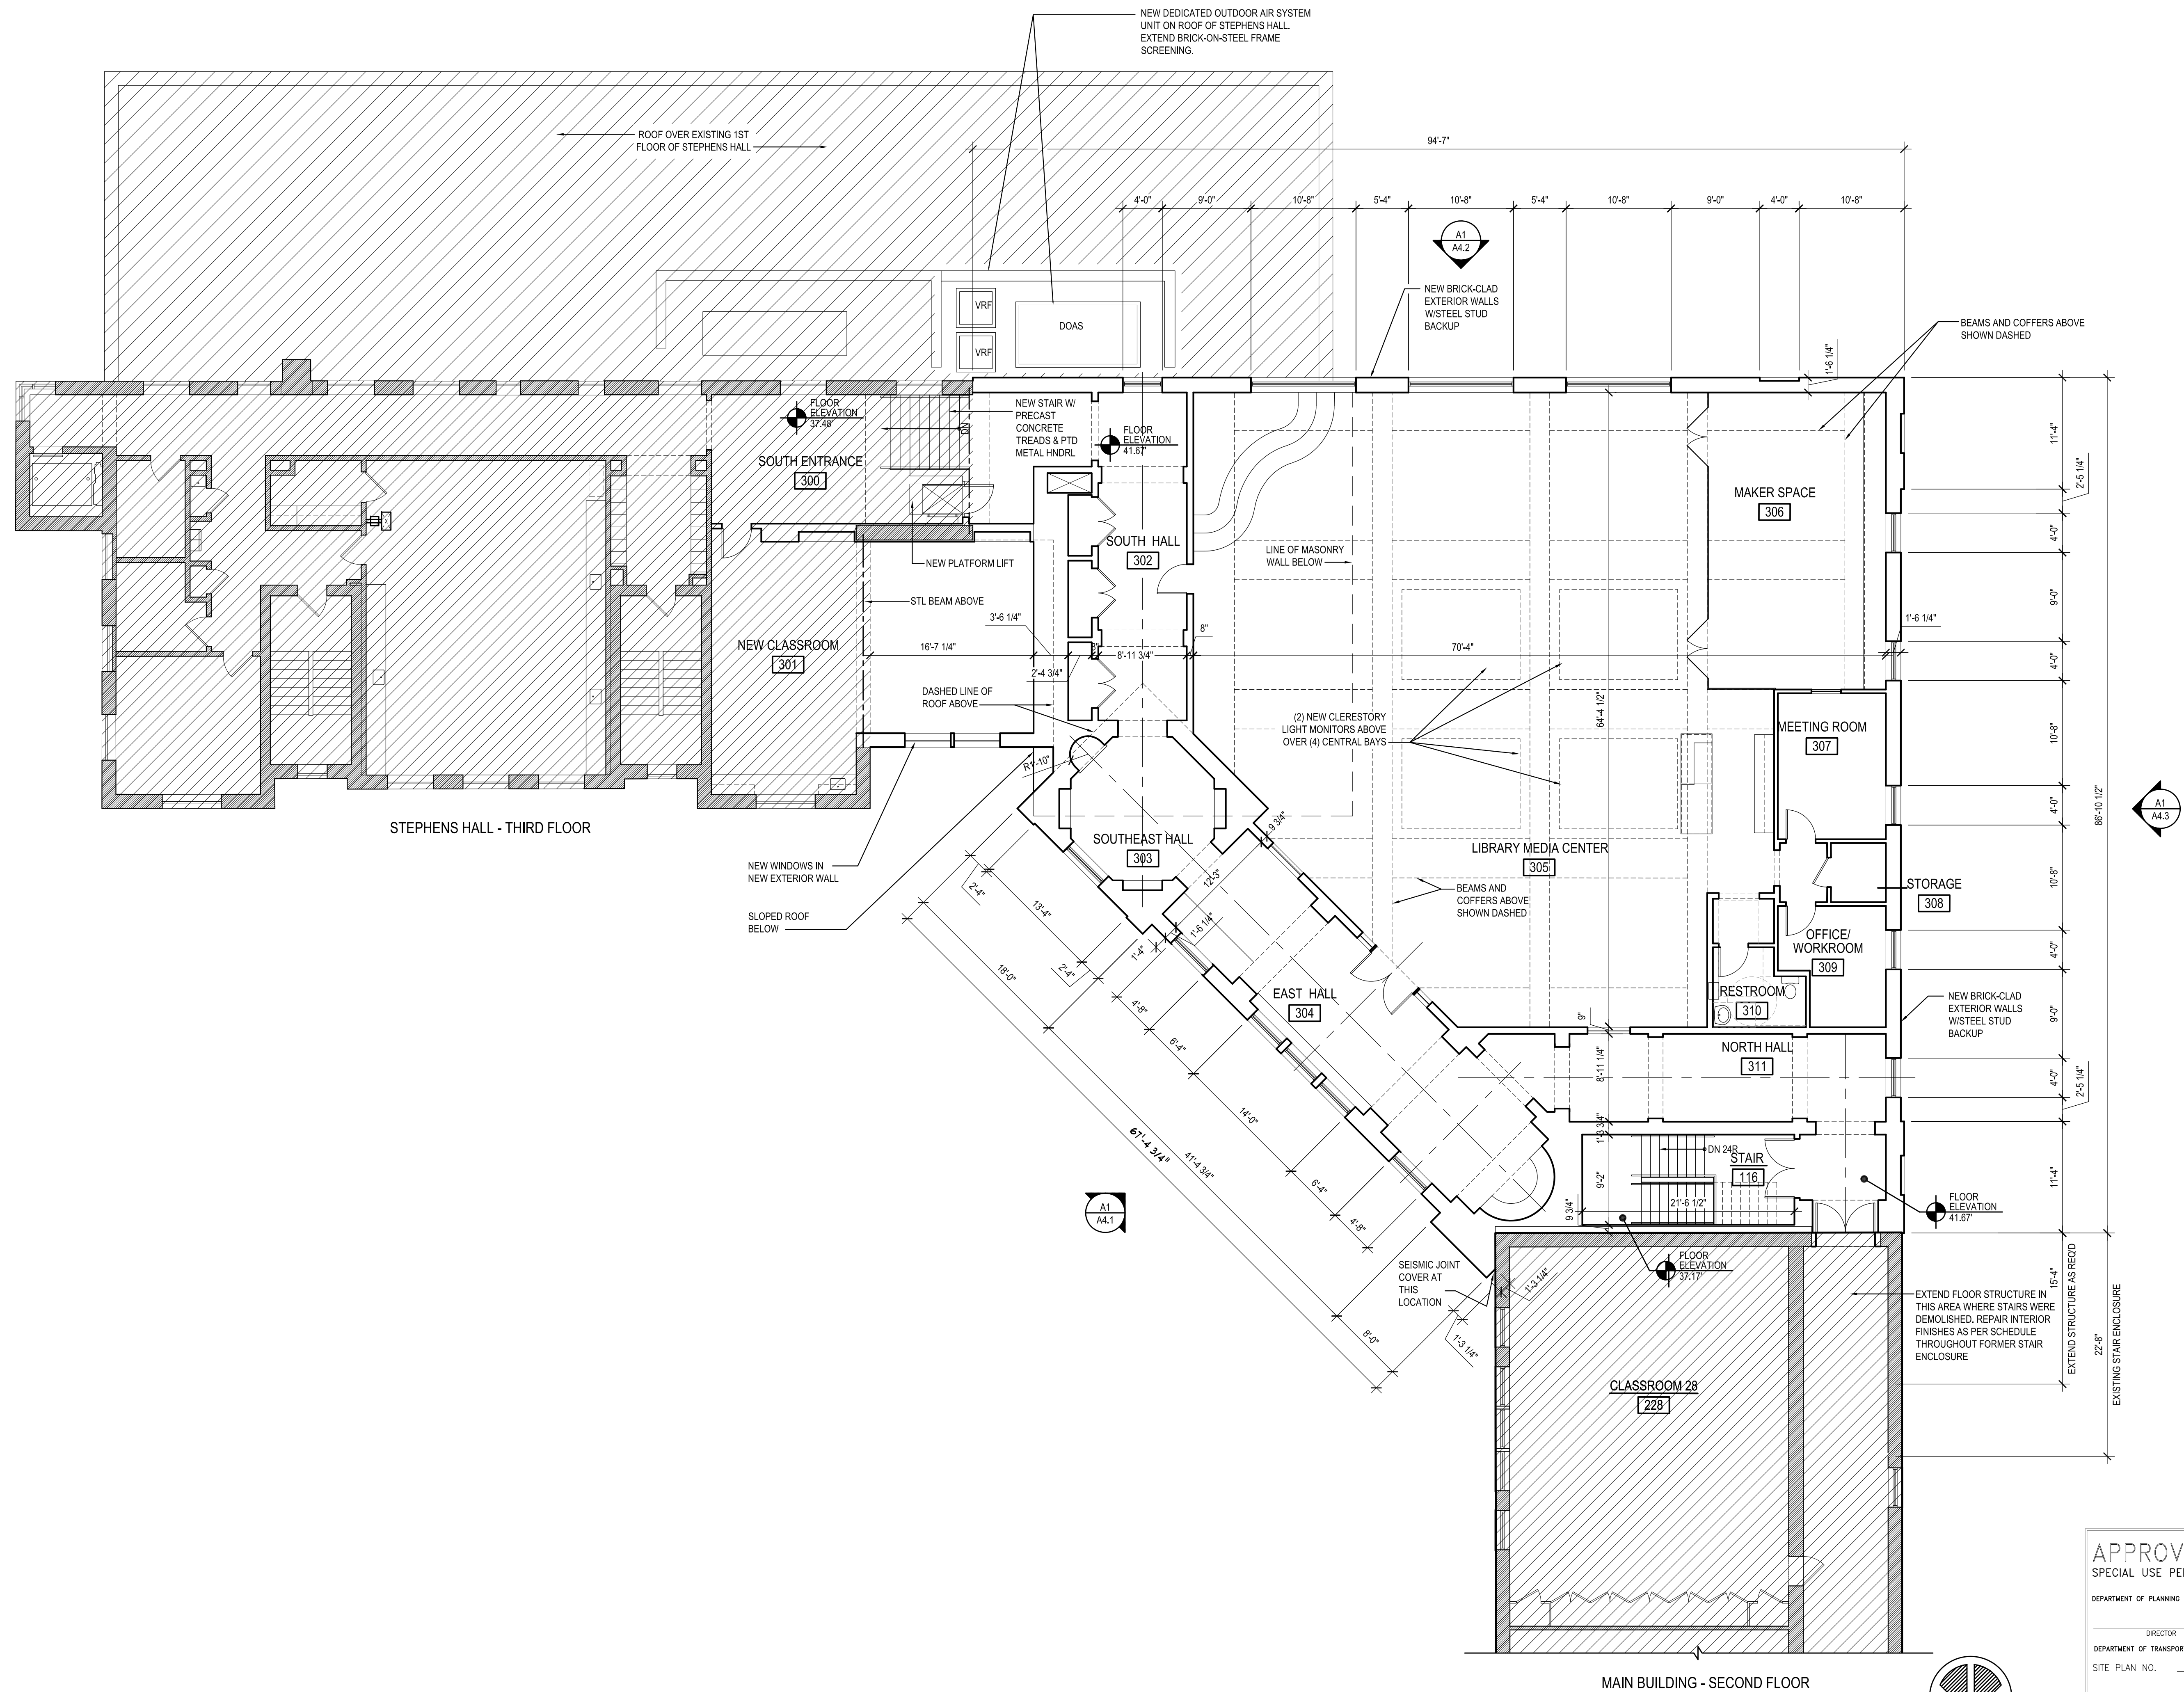 NEW DEDICATED OUTDOOR AIR SYSTEM
UNIT ON ROOF OF STEPHENS HALL.
EXTEND BRICK-ON-STEEL FRAME
SCREENING.
ROOF OVER EXISTING 1ST
FLOOR OF STEPHENS HALL
94'-7"
4'-0"
9'-0"
10'-8"
5'-4"
10'-8"
5'-4"
10'-8"
9'-0"
4'-0"
10'-8"
A1
A4.2
VRF
VRF
DOAS
NEW BRICK-CLAD
EXTERIOR WALLS
W/STEEL STUD
BACKUP
BEAMS AND COFFERS ABOVE
SHOWN DASHED
1'-6 1/4"
FLOOR
ELEVATION
37.48'
DN
NEW STAIR W/
PRECAST
CONCRETE
TREADS & PTD
METAL HNDRL
FLOOR
ELEVATION
41.67'
SOUTH ENTRANCE
300
MAKER SPACE
306
11'-4"
2'-5 1/4"
4'-0"
9'-0"
SOUTH HALL
302
LINE OF MASONRY
WALL BELOW
NEW PLATFORM LIFT
STL BEAM ABOVE
3'-6 1/4"
8"
1'-6 1/4"
NEW CLASSROOM
301
16'-7 1/4"
8"
8'-11 3/4"
70'-4"
4'-0"
2'-4 3/4"
DASHED LINE OF
ROOF ABOVE
64'-4 1/2"
(2) NEW CLERESTORY
LIGHT MONITORS ABOVE
OVER (4) CENTRAL BAYS
MEETING ROOM
307
10'-8"
R1'-10"
4'-0"
86'-10 1/2"
A1
A4.3
STEPHENS HALL - THIRD FLOOR
9 3/4"
SOUTHEAST HALL
303
LIBRARY MEDIA CENTER
305
NEW WINDOWS IN
NEW EXTERIOR WALL
2'-4"
12'-3"
BEAMS AND
COFFERS ABOVE
SHOWN DASHED
STORAGE
308
10'-8"
SLOPED ROOF
BELOW
13'-4"
1'-6 1/4"
1'-4"
OFFICE/
WORKROOM
309
4'-0"
18'-0"
2'-4"
EAST HALL
304
RESTROOM
310
NEW BRICK-CLAD
EXTERIOR WALLS
W/STEEL STUD
BACKUP
4'-8"
9"
9'-0"
6'-4"
NORTH HALL
311
8'-11 1/4"
4'-0"
2'-5 1/4"
14'-0"
1'-3 3/4"
67'-4 3/4"
41'-4 3/4"
DN 24R
STAIR
116
9'-2"
11'-4"
6'-4"
21'-6 1/2"
9 3/4"
FLOOR
ELEVATION
41.67'
A1
A4.1
4'-8"
SEISMIC JOINT
COVER AT
THIS
LOCATION
FLOOR
ELEVATION
37.17'
1'-3 1/4"
8'-0"
1'-3 1/4"
15'-4"
EXTEND STRUCTURE AS REQ'D
22'-8"
EXISTING STAIR ENCLOSURE
EXTEND FLOOR STRUCTURE IN
THIS AREA WHERE STAIRS WERE
DEMOLISHED. REPAIR INTERIOR
FINISHES AS PER SCHEDULE
THROUGHOUT FORMER STAIR
ENCLOSURE
CLASSROOM 28
228
MAIN BUILDING - SECOND FLOOR
APPROV
SPECIAL USE PE
DEPARTMENT OF PLANNING
DIRECTOR
DEPARTMENT OF TRANSPOR
SITE PLAN NO.